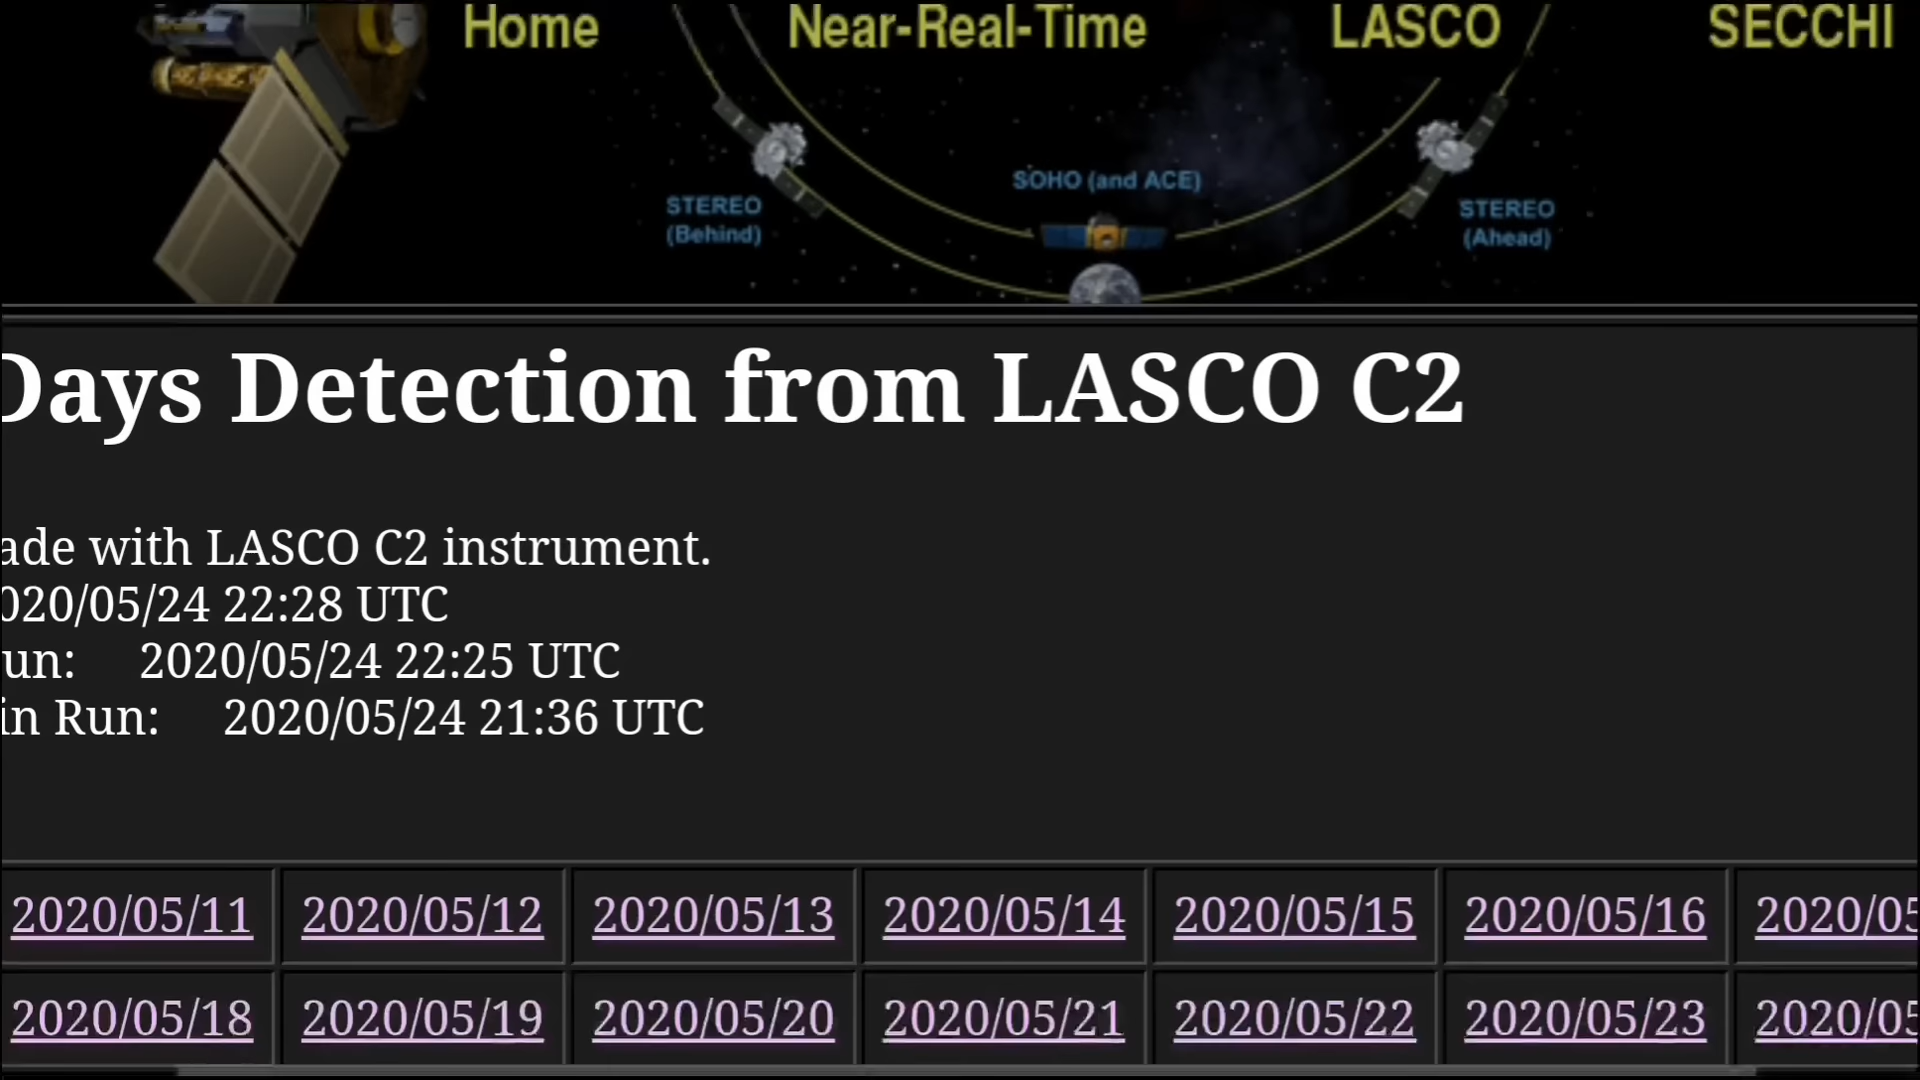 Home Near-Real-Time LASCO SECCHI
SOHO (and ACE)
STEREO
(Behind)
STEREO
(Ahead)
Days Detection from LASCO C2
ade with LASCO C2 instrument.
020/05/24 22:28 UTC
un: 2020/05/24 22:25 UTC
in Run: 2020/05/24 21:36 UTC
2020/05/11 2020/05/12 2020/05/13 2020/05/14 2020/05/15 2020/05/16 2020/05
2020/05/18 2020/05/19 2020/05/20 2020/05/21 2020/05/22 2020/05/23 2020/05